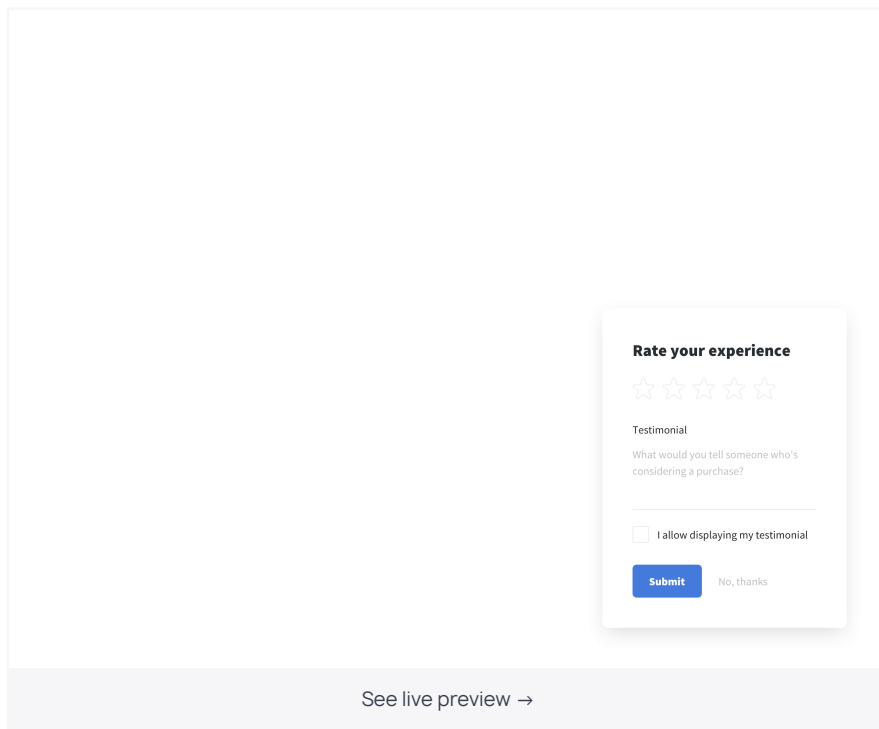 Rate your experience
Testimonial
What would you tell someone who's
considering a purchase?
I allow displaying my testimonial
Submit
No, thanks
See live preview →